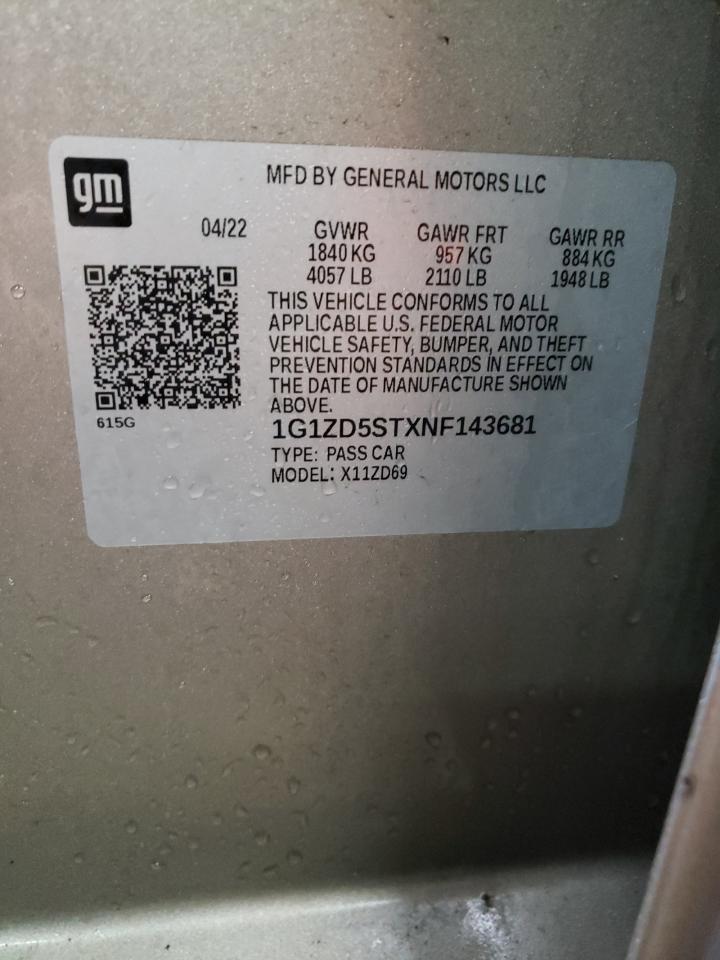 gm
MFD BY GENERAL MOTORS LLC
04/22 GVWR GAWR FRT GAWR RR
1840 KG 957 KG 884 KG
4057 LB 2110 LB 1948 LB
THIS VEHICLE CONFORMS TO ALL
APPLICABLE U.S. FEDERAL MOTOR
VEHICLE SAFETY, BUMPER, AND THEFT
PREVENTION STANDARDS IN EFFECT ON
THE DATE OF MANUFACTURE SHOWN
ABOVE.
615G
1G1ZD5STXNF143681
TYPE: PASS CAR
MODEL: X11ZD69